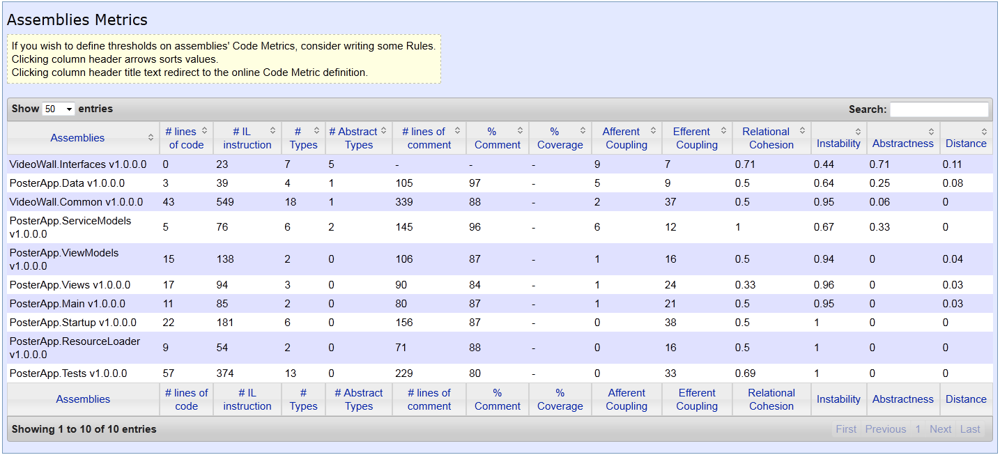 Assemblies Metrics
If you wish to define thresholds on assemblies' Code Metrics, consider writing some Rules.
Clicking column header arrows sorts values.
Clicking column header title text redirect to the online Code Metric definition.
Show 50 entries Search:
Assemblies # lines of code # IL instruction # Types # Abstract Types # lines of comment % Comment % Coverage Afferent Coupling Efferent Coupling Relational Cohesion Instability Abstractness Distance
VideoWall.Interfaces v1.0.0.0 0 23 7 5 - - - 9 7 0.71 0.44 0.71 0.11
PosterApp.Data v1.0.0.0 3 39 4 1 105 97 - 5 9 0.5 0.64 0.25 0.08
VideoWall.Common v1.0.0.0 43 549 18 1 339 88 - 2 37 0.5 0.95 0.06 0
PosterApp.ServiceModels v1.0.0.0 5 76 6 2 145 96 - 6 12 1 0.67 0.33 0
PosterApp.ViewModels v1.0.0.0 15 138 2 0 106 87 - 1 16 0.5 0.94 0 0.04
PosterApp.Views v1.0.0.0 17 94 3 0 90 84 - 1 24 0.33 0.96 0 0.03
PosterApp.Main v1.0.0.0 11 85 2 0 80 87 - 1 21 0.5 0.95 0 0.03
PosterApp.Startup v1.0.0.0 22 181 6 0 156 87 - 0 38 0.5 1 0 0
PosterApp.ResourceLoader v1.0.0.0 9 54 2 0 71 88 - 0 16 0.5 1 0 0
PosterApp.Tests v1.0.0.0 57 374 13 0 229 80 - 0 33 0.69 1 0 0
Assemblies # lines of code # IL instruction # Types # Abstract Types # lines of comment % Comment % Coverage Afferent Coupling Efferent Coupling Relational Cohesion Instability Abstractness Distance
Showing 1 to 10 of 10 entries First Previous 1 Next Last